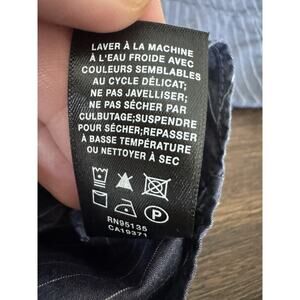 LAVER À LA MACHINE
À L'EAU FROIDE AVEC
COULEURS SEMBLABLES
AU CYCLE DÉLICAT;
NE PAS JAVELLISER;
NE PAS SÉCHER PAR
CULBUTAGE;SUSPENDRE
POUR SÉCHER;REPASSER
À BASSE TEMPÉRATURE
OU NETTOYER À SEC
P
RN95135
CA19371